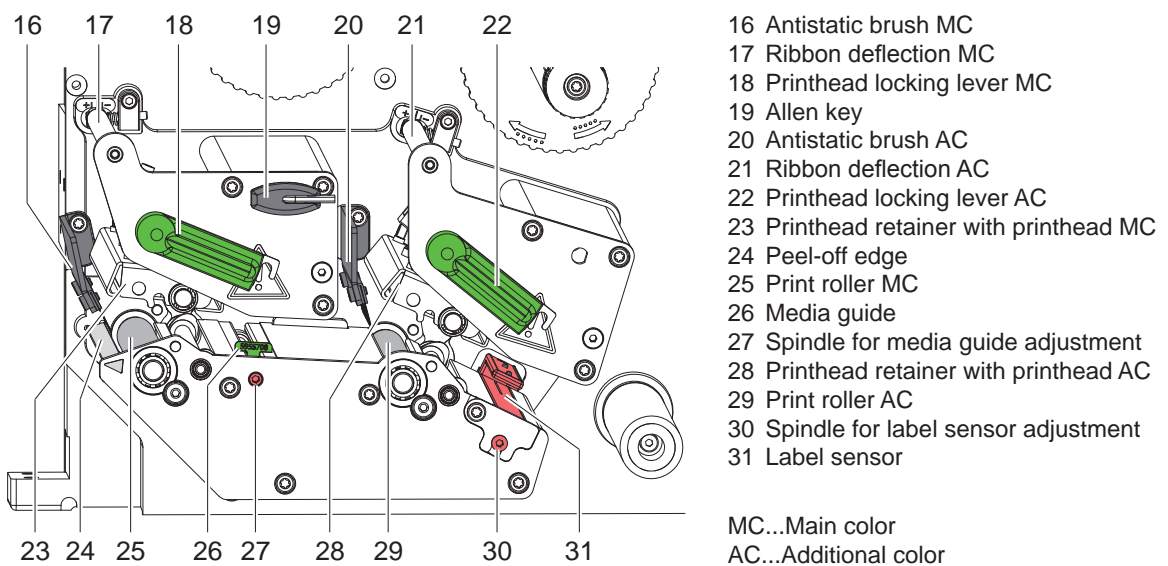 16 17 18 19 20 21 22
23 24 25 26 27 28 29 30 31
16 Antistatic brush MC
17 Ribbon deflection MC
18 Printhead locking lever MC
19 Allen key
20 Antistatic brush AC
21 Ribbon deflection AC
22 Printhead locking lever AC
23 Printhead retainer with printhead MC
24 Peel-off edge
25 Print roller MC
26 Media guide
27 Spindle for media guide adjustment
28 Printhead retainer with printhead AC
29 Print roller AC
30 Spindle for label sensor adjustment
31 Label sensor
MC...Main color
AC...Additional color